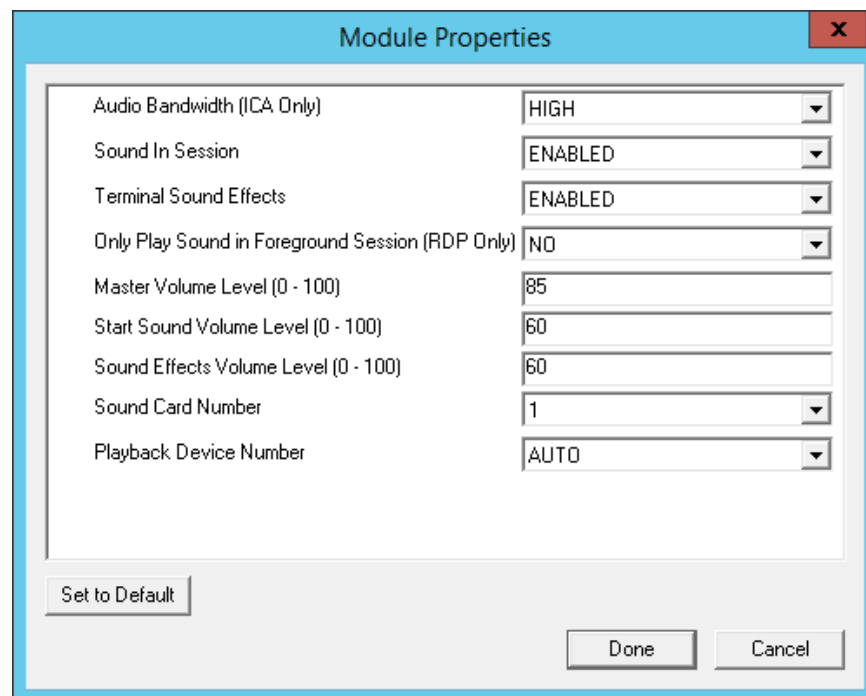 Module Properties
x
Audio Bandwidth (ICA Only) HIGH
Sound In Session ENABLED
Terminal Sound Effects ENABLED
Only Play Sound in Foreground Session (RDP Only) NO
Master Volume Level (0 - 100) 85
Start Sound Volume Level (0 - 100) 60
Sound Effects Volume Level (0 - 100) 60
Sound Card Number 1
Playback Device Number AUTO
Set to Default
Done Cancel